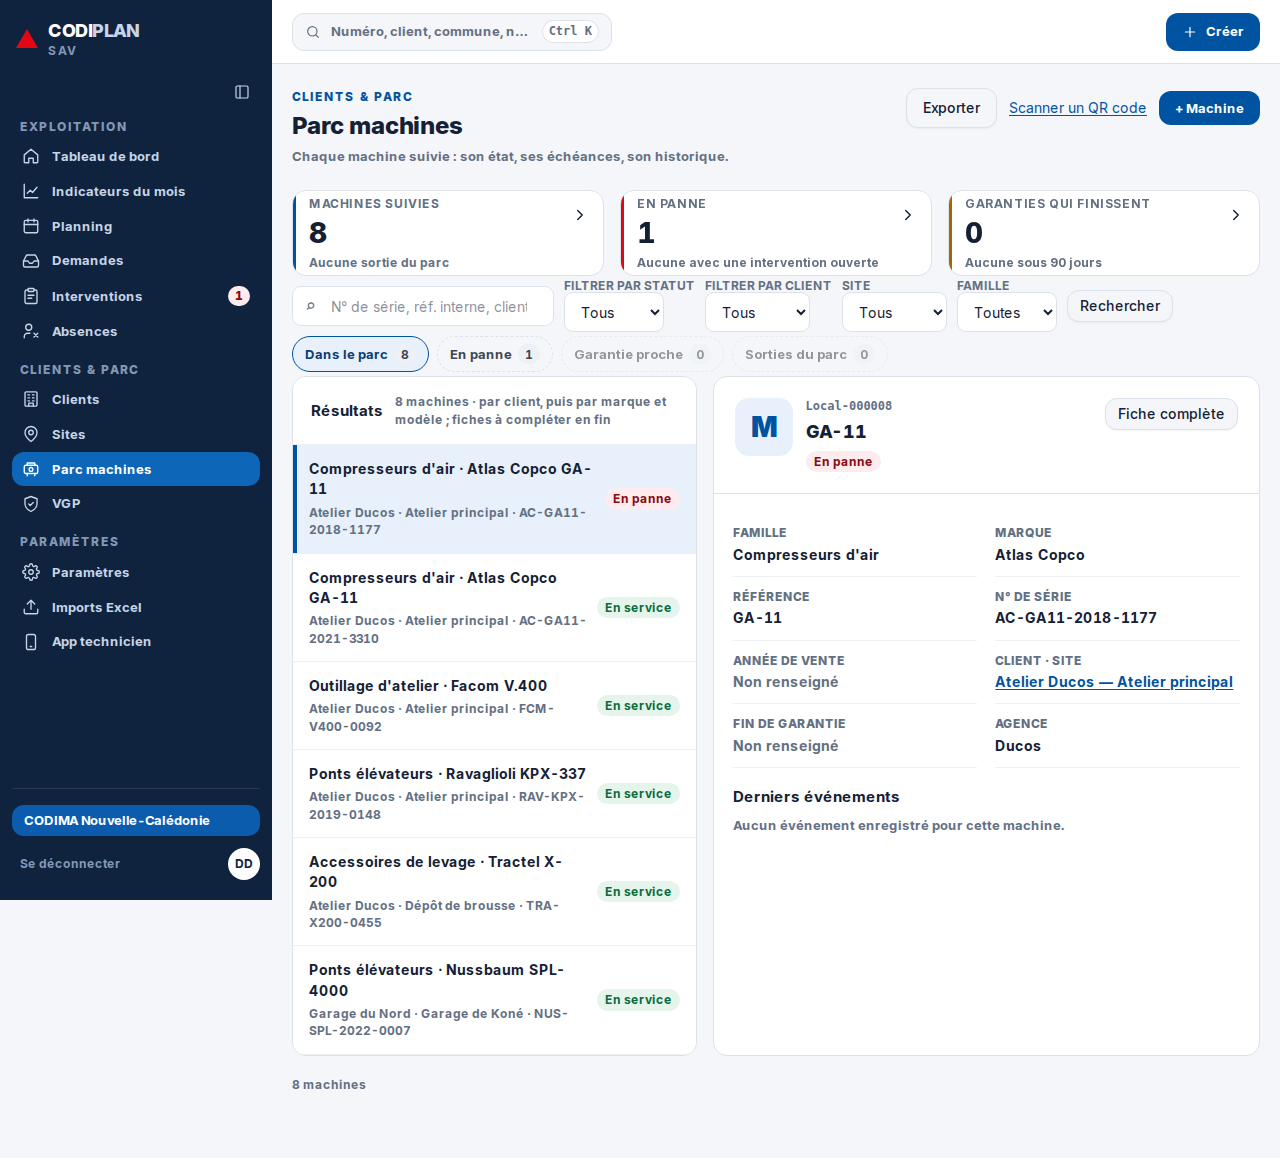 CODIPLAN
SAV
EXPLOITATION
Tableau de bord
Indicateurs du mois
Planning
Demandes
Interventions 1
Absences
CLIENTS & PARC
Clients
Sites
Parc machines
VGP
PARAMÈTRES
Paramètres
Imports Excel
App technicien
CODIMA Nouvelle-Calédonie
Se déconnecter DD
Numéro, client, commune, n… Ctrl K
+ Créer
CLIENTS & PARC
Parc machines
Chaque machine suivie : son état, ses échéances, son historique.
Exporter Scanner un QR code + Machine
MACHINES SUIVIES
8
Aucune sortie du parc
EN PANNE
1
Aucune avec une intervention ouverte
GARANTIES QUI FINISSENT
0
Aucune sous 90 jours
N° de série, réf. interne, client
FILTRER PAR STATUT
Tous
FILTRER PAR CLIENT
Tous
SITE
Tous
FAMILLE
Toutes
Rechercher
Dans le parc 8 En panne 1 Garantie proche 0 Sorties du parc 0
Résultats
8 machines · par client, puis par marque et
modèle ; fiches à compléter en fin
Compresseurs d'air · Atlas Copco GA-
11
Atelier Ducos · Atelier principal · AC-GA11-
2018-1177
En panne
Compresseurs d'air · Atlas Copco
GA-11
Atelier Ducos · Atelier principal · AC-GA11-
2021-3310
En service
Outillage d'atelier · Facom V.400
Atelier Ducos · Atelier principal · FCM-
V400-0092
En service
Ponts élévateurs · Ravaglioli KPX-337
Atelier Ducos · Atelier principal · RAV-KPX-
2019-0148
En service
Accessoires de levage · Tractel X-
200
Atelier Ducos · Dépôt de brousse · TRA-
X200-0455
En service
Ponts élévateurs · Nussbaum SPL-
4000
Garage du Nord · Garage de Koné · NUS-
SPL-2022-0007
En service
8 machines
M
Local-000008
GA-11
En panne
Fiche complète
FAMILLE
Compresseurs d'air
MARQUE
Atlas Copco
RÉFÉRENCE
GA-11
N° DE SÉRIE
AC-GA11-2018-1177
ANNÉE DE VENTE
Non renseigné
CLIENT · SITE
Atelier Ducos — Atelier principal
FIN DE GARANTIE
Non renseigné
AGENCE
Ducos
Derniers événements
Aucun événement enregistré pour cette machine.